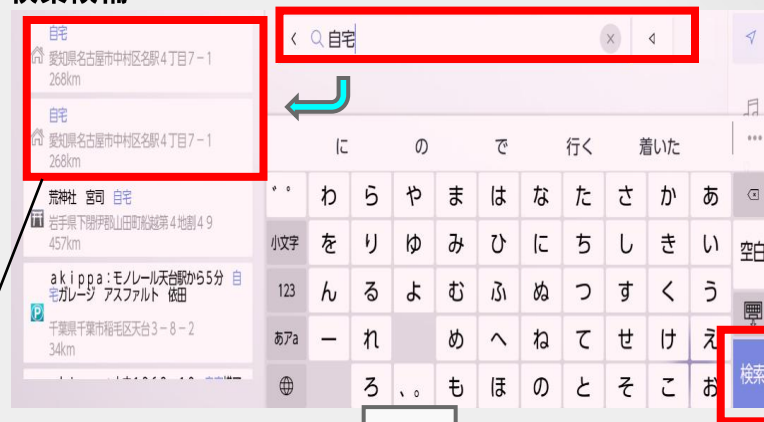 自宅
自宅
愛知県名古屋市中村区名駅4丁目7-1
268km
自宅
愛知県名古屋市中村区名駅4丁目7-1
268km
荒神社 宮司 自宅
岩手県下閉伊郡山田町船越第4地割49
457km
akippa:モノレール天台駅から5分 自
宅ガレージ アスファルト 依田
千葉県千葉市稲毛区天台3-8-2
34km
に の で 行く 着いた
゛゜ わ ら や ま は な た さ か あ
小文字 を り ゆ み ひ に ち し き い 空白
123 ん る よ む ふ ぬ つ す く う
あアa ー れ め へ ね て せ け え
ろ 、。 も ほ の と そ こ お 検索